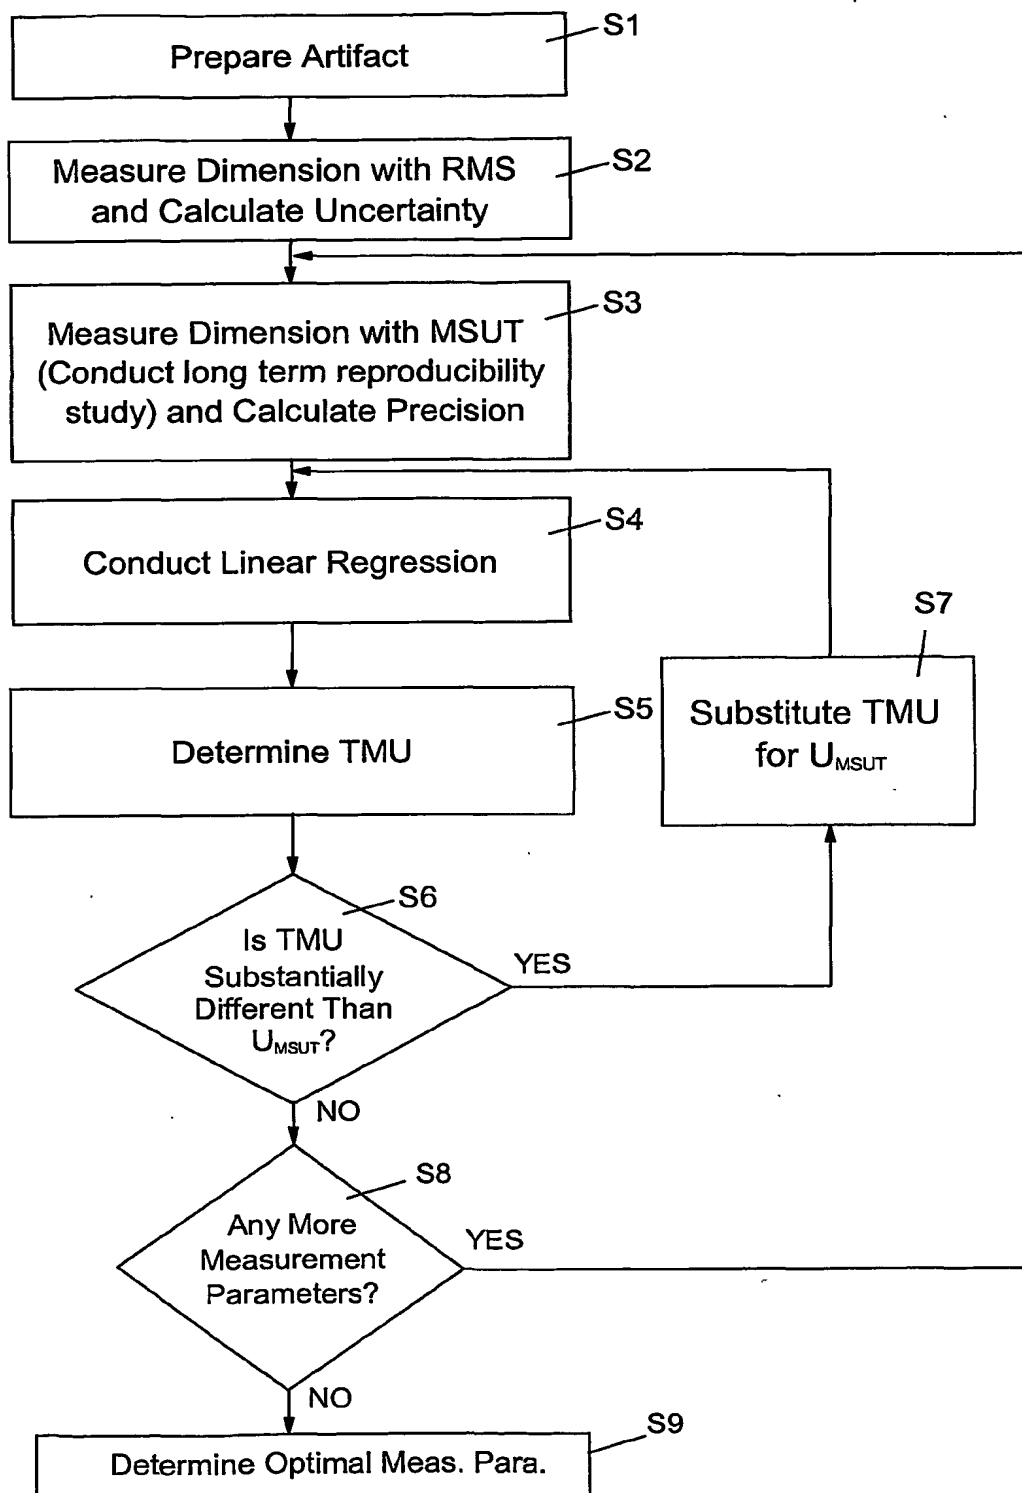 S1
Prepare Artifact
S2
Measure Dimension with RMS
and Calculate Uncertainty
S3
Measure Dimension with MSUT
(Conduct long term reproducibility
study) and Calculate Precision
S4
Conduct Linear Regression
S7
Substitute TMU
for UMSUT
S5
Determine TMU
S6
Is TMU
Substantially
Different Than
UMSUT?
YES
NO
S8
Any More
Measurement
Parameters?
YES
NO
S9
Determine Optimal Meas. Para.